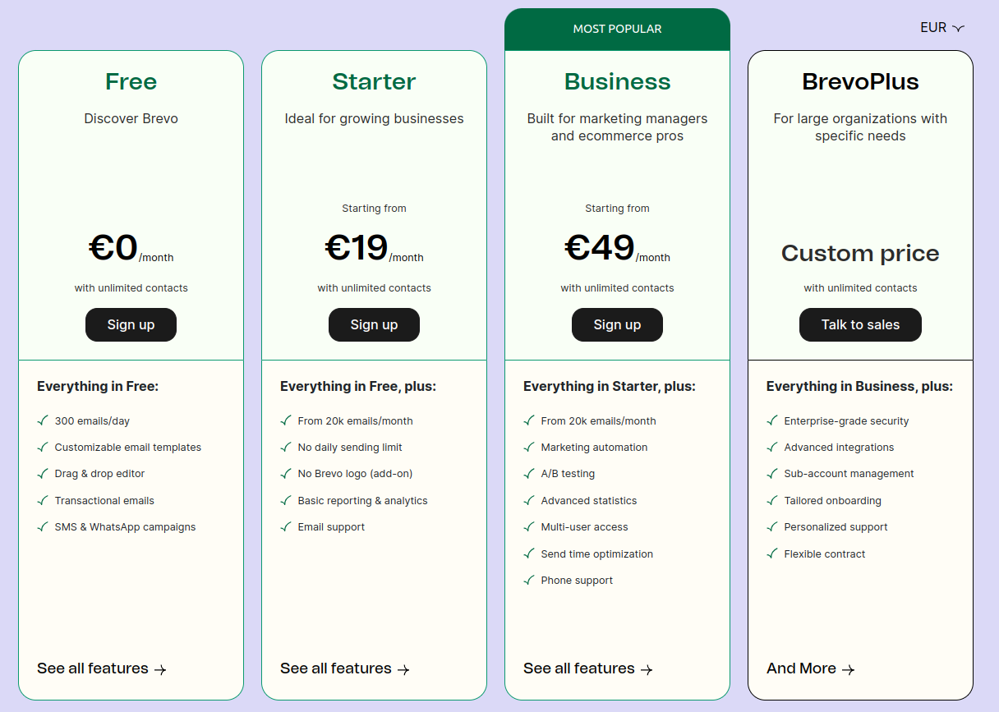 MOST POPULAR
EUR
Free
Discover Brevo
€0/month
with unlimited contacts
Sign up
Everything in Free:
300 emails/day
Customizable email templates
Drag & drop editor
Transactional emails
SMS & WhatsApp campaigns
See all features
Starter
Ideal for growing businesses
Starting from
€19/month
with unlimited contacts
Sign up
Everything in Free, plus:
From 20k emails/month
No daily sending limit
No Brevo logo (add-on)
Basic reporting & analytics
Email support
See all features
Business
Built for marketing managers
and ecommerce pros
Starting from
€49/month
with unlimited contacts
Sign up
Everything in Starter, plus:
From 20k emails/month
Marketing automation
A/B testing
Advanced statistics
Multi-user access
Send time optimization
Phone support
See all features
BrevoPlus
For large organizations with
specific needs
Custom price
with unlimited contacts
Talk to sales
Everything in Business, plus:
Enterprise-grade security
Advanced integrations
Sub-account management
Tailored onboarding
Personalized support
Flexible contract
And More